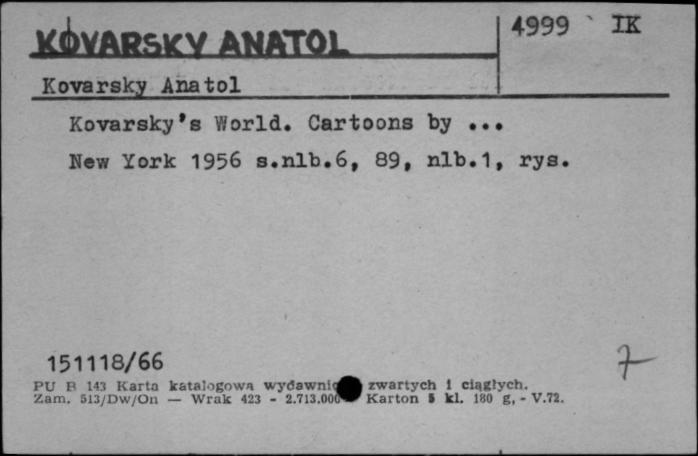 KOVARSKY ANATOL
4999 IK
Kovarsky Anatol
Kovarsky's World. Cartoons by ...
New York 1956 s.nlb.6, 89, nlb.1, rys.
151118/66
7
PU B 143 Karta katalogowa zwartych i ciągłych.
Zam. 513/Dw/On — Wrak 423 - 2.713.000 Karton 5 kl. 180 g, - V.72.